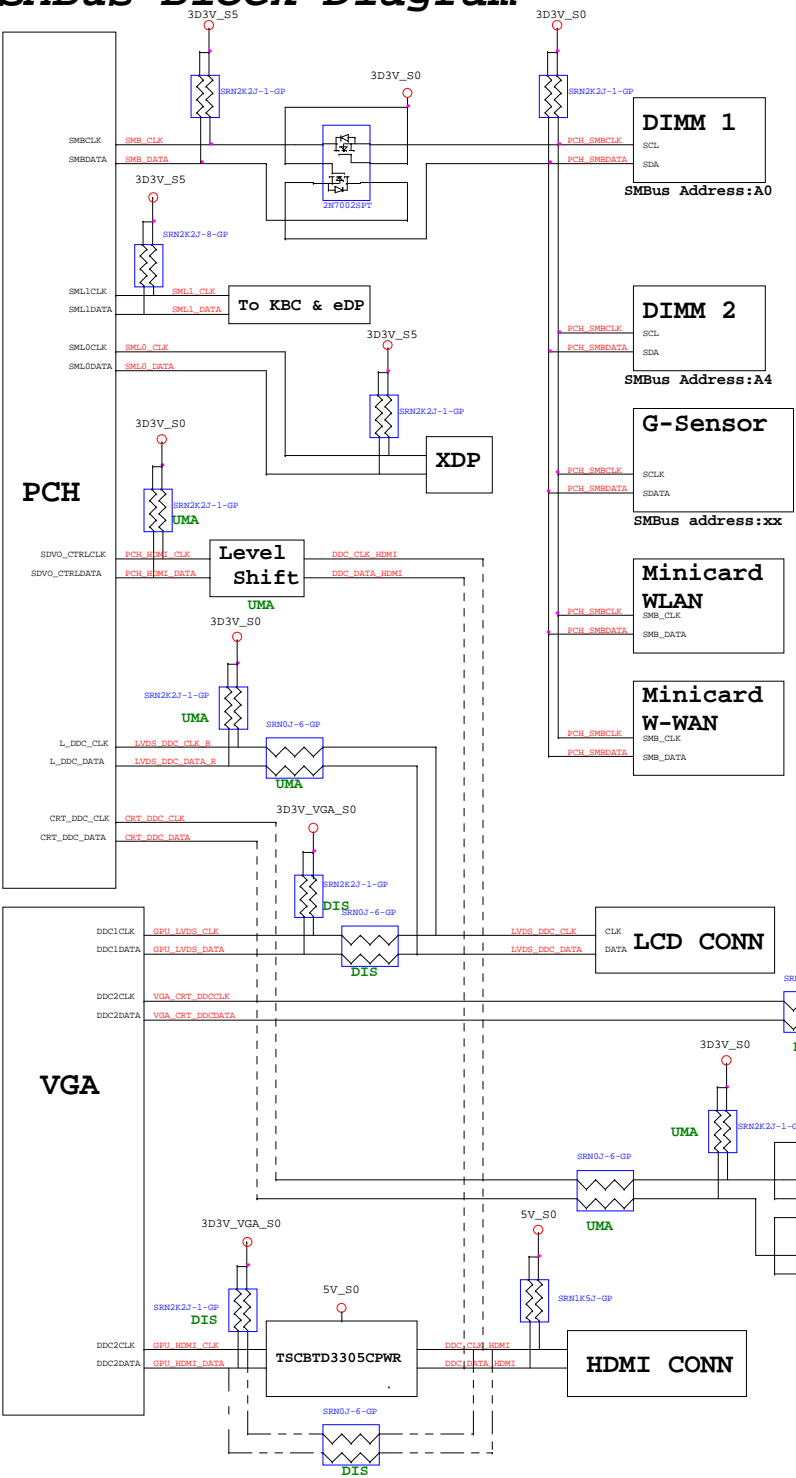 SMBus Block Diagram
3D3V_S5
3D3V_S0
3D3V_S0
SRN2K2J-1-GP
SRN2K2J-1-GP
DIMM 1
SMBCLK
SMB_CLK
PCH_SMBCLK
SCL
SMBDATA
SMB_DATA
PCH_SMBDATA
SDA
2N7002SPT
SMBus Address:A0
3D3V_S5
SRN2K2J-8-GP
SML1CLK
SML1_CLK
SML1DATA
SML1_DATA
To KBC & eDP
DIMM 2
PCH_SMBCLK
SCL
PCH_SMBDATA
SDA
SMBus Address:A4
SML0CLK
SML0_CLK
SML0DATA
SML0_DATA
3D3V_S5
SRN2K2J-1-GP
XDP
G-Sensor
PCH_SMBCLK
SCLK
PCH_SMBDATA
SDATA
SMBus address:xx
3D3V_S0
PCH
SRN2K2J-1-GP
UMA
SDVO_CTRLCLK
PCH_HDMI_CLK
SDVO_CTRLDATA
PCH_HDMI_DATA
Level
Shift
UMA
DDC_CLK_HDMI
DDC_DATA_HDMI
Minicard
WLAN
PCH_SMBCLK
SMB_CLK
PCH_SMBDATA
SMB_DATA
3D3V_S0
SRN2K2J-1-GP
UMA
SRN0J-6-GP
UMA
L_DDC_CLK
LVDS_DDC_CLK_R
L_DDC_DATA
LVDS_DDC_DATA_R
Minicard
W-WAN
PCH_SMBCLK
SMB_CLK
PCH_SMBDATA
SMB_DATA
CRT_DDC_CLK
CRT_DDC_CLK
CRT_DDC_DATA
CRT_DDC_DATA
3D3V_VGA_S0
SRN2K2J-1-GP
DIS
SRN0J-6-GP
DIS
DDC1CLK
GPU_LVDS_CLK
DDC1DATA
GPU_LVDS_DATA
LVDS_DDC_CLK
CLK
LVDS_DDC_DATA
DATA
LCD CONN
DDC2CLK
VGA_CRT_DDCCLK
DDC2DATA
VGA_CRT_DDCDATA
VGA
3D3V_S0
UMA
SRN2K2J-1-G
SRN0J-6-GP
UMA
3D3V_VGA_S0
SRN2K2J-1-GP
DIS
5V_S0
5V_S0
SRN1K5J-GP
DDC2CLK
GPU_HDMI_CLK
DDC2DATA
GPU_HDMI_DATA
TSCBTD3305CPWR
DDC_CLK_HDMI
DDC_DATA_HDMI
HDMI CONN
SRN0J-6-GP
DIS